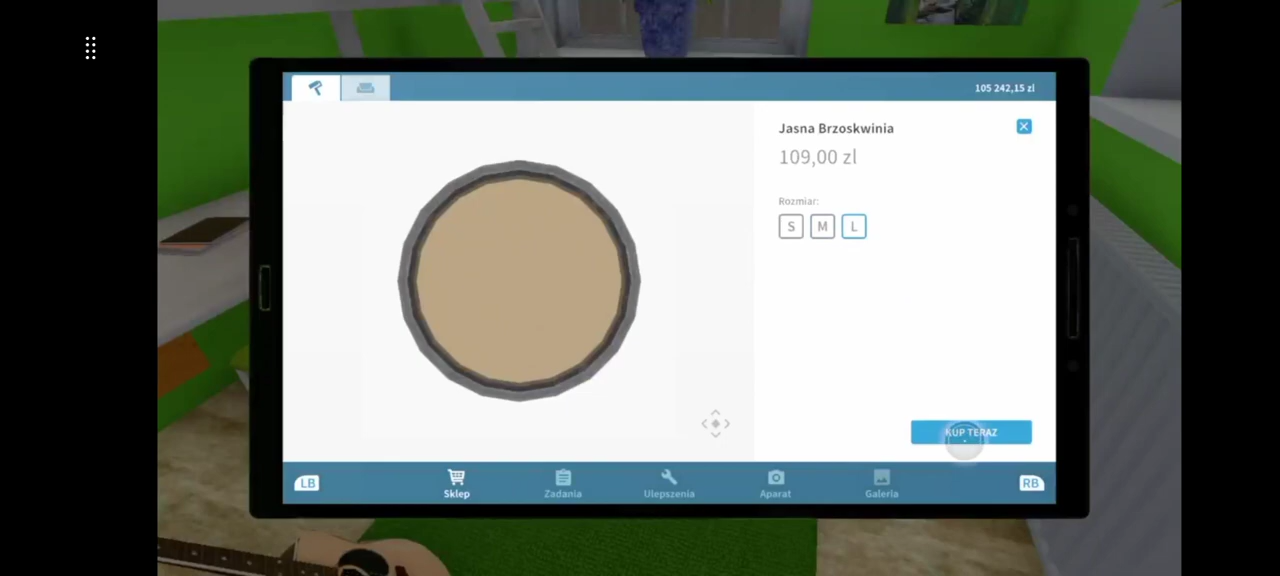 105 242,15 zl
Jasna Brzoskwinia
109,00 zl
Rozmiar:
S M L
KUP TERAZ
LB
Sklep
Zadania
Ulepszenia
Aparat
Galeria
RB